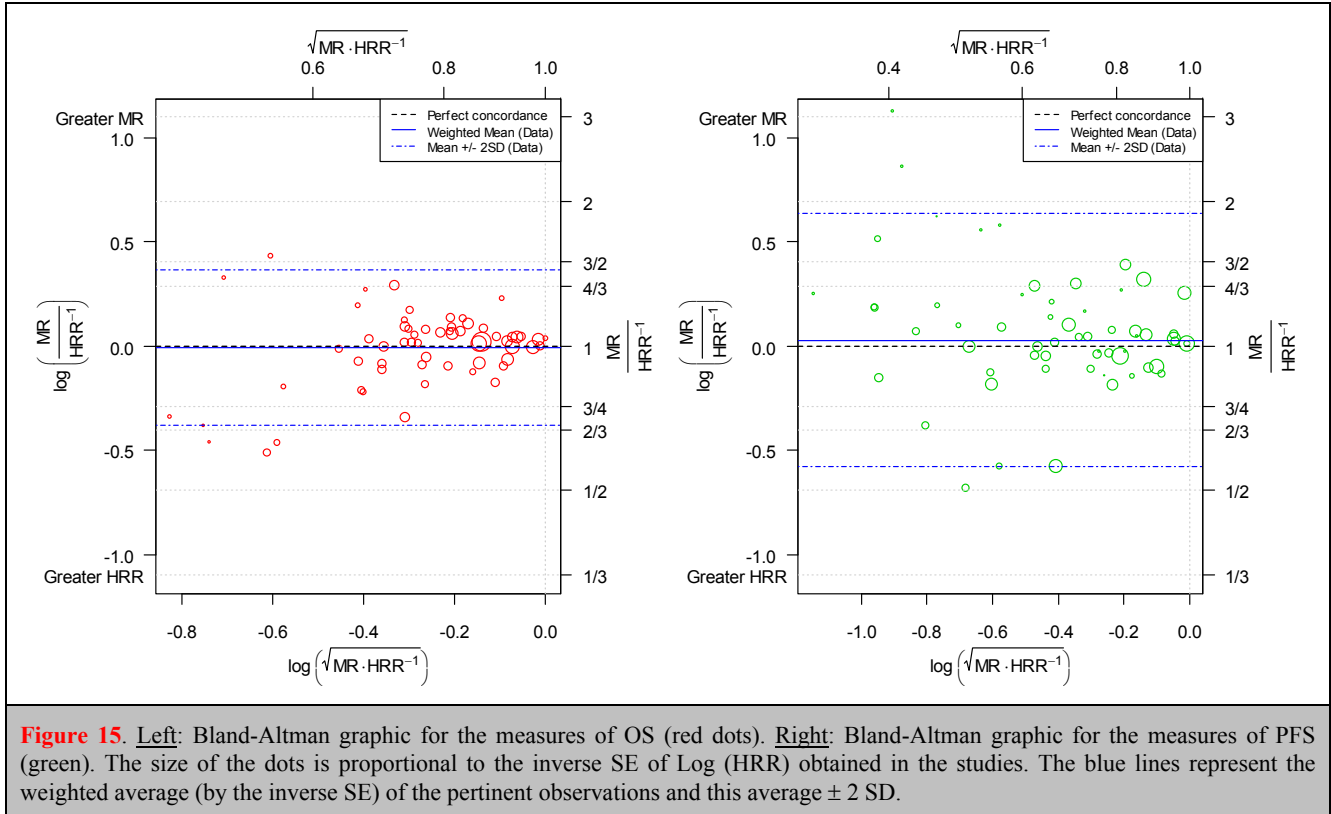 √MR · HRR⁻¹
0.6 0.8 1.0
Greater MR
1.0
0.5
0.0
-0.5
-1.0
Greater HRR
log (MR / HRR⁻¹)
Perfect concordance
Weighted Mean (Data)
Mean +/- 2SD (Data)
3
2
3/2
4/3
1
3/4
2/3
1/2
1/3
MR / HRR⁻¹
-0.8 -0.6 -0.4 -0.2 0.0
log (√MR · HRR⁻¹)
√MR · HRR⁻¹
0.4 0.6 0.8 1.0
Greater MR
1.0
0.5
0.0
-0.5
-1.0
Greater HRR
log (MR / HRR⁻¹)
Perfect concordance
Weighted Mean (Data)
Mean +/- 2SD (Data)
3
2
3/2
4/3
1
3/4
2/3
1/2
1/3
MR / HRR⁻¹
-1.0 -0.8 -0.6 -0.4 -0.2 0.0
log (√MR · HRR⁻¹)
Figure 15. Left: Bland-Altman graphic for the measures of OS (red dots). Right: Bland-Altman graphic for the measures of PFS
(green). The size of the dots is proportional to the inverse SE of Log (HRR) obtained in the studies. The blue lines represent the
weighted average (by the inverse SE) of the pertinent observations and this average ± 2 SD.